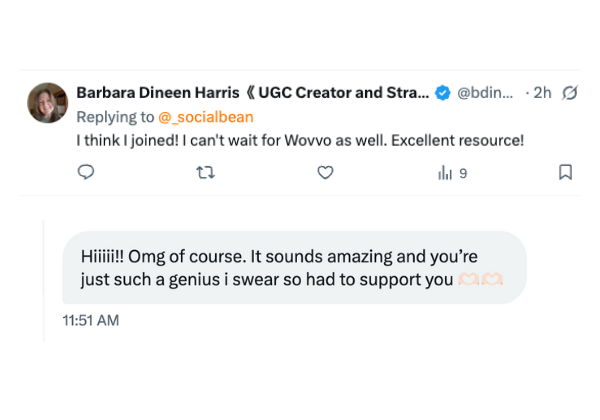 Barbara Dineen Harris 《 UGC Creator and Stra... @bdin... · 2h
Replying to @_socialbean
I think I joined! I can't wait for Wovvo as well. Excellent resource!
9
Hiiiii!! Omg of course. It sounds amazing and you’re
just such a genius i swear so had to support you 🫶🏻🫶🏻
11:51 AM